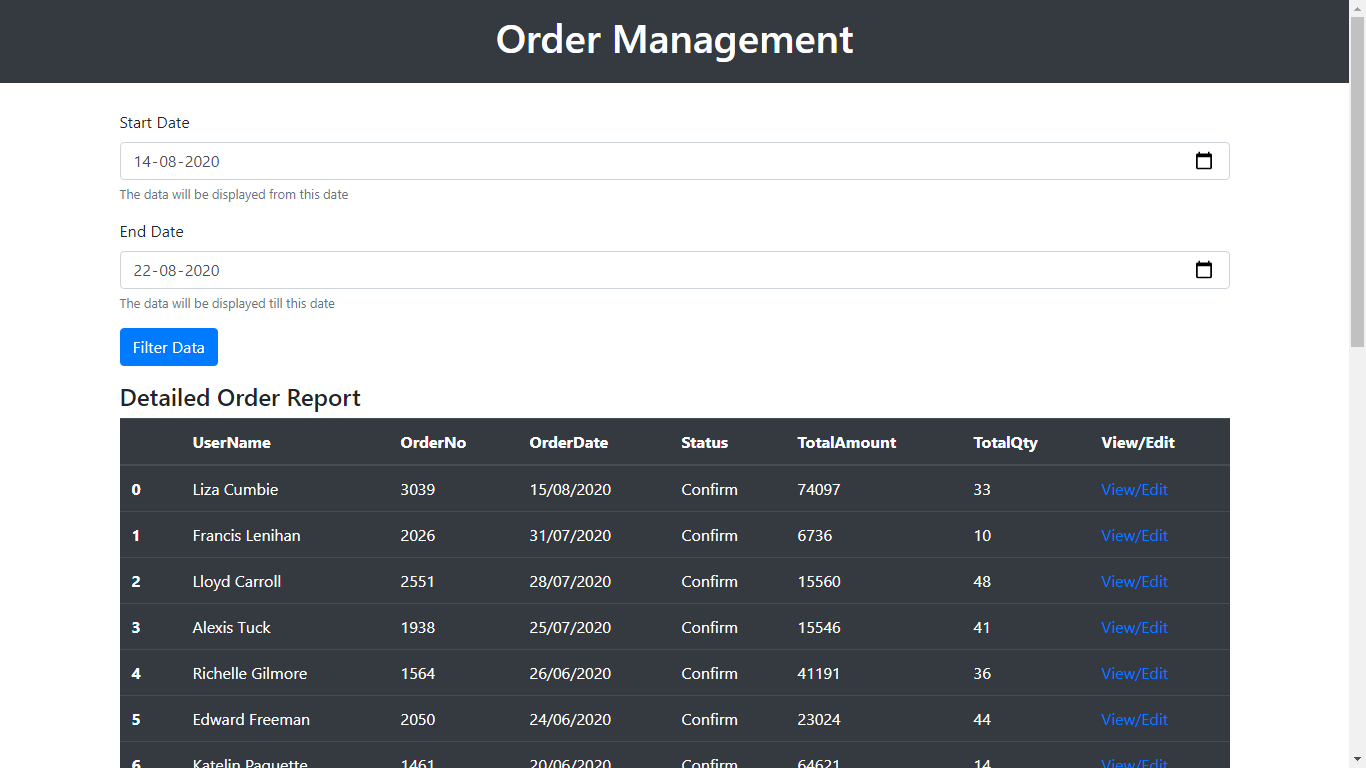 Order Management
Start Date
14-08-2020
The data will be displayed from this date
End Date
22-08-2020
The data will be displayed till this date
Filter Data
Detailed Order Report
UserName OrderNo OrderDate Status TotalAmount TotalQty View/Edit
0 Liza Cumbie 3039 15/08/2020 Confirm 74097 33 View/Edit
1 Francis Lenihan 2026 31/07/2020 Confirm 6736 10 View/Edit
2 Lloyd Carroll 2551 28/07/2020 Confirm 15560 48 View/Edit
3 Alexis Tuck 1938 25/07/2020 Confirm 15546 41 View/Edit
4 Richelle Gilmore 1564 26/06/2020 Confirm 41191 36 View/Edit
5 Edward Freeman 2050 24/06/2020 Confirm 23024 44 View/Edit
6 Katelin Paquette 1461 20/06/2020 Confirm 64621 14 View/Edit